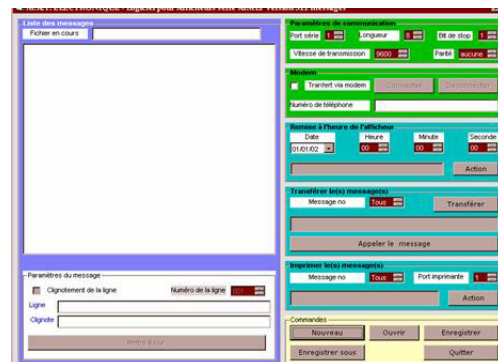 Liste des messages
Fichier en cours
Paramètres du message
Clignotement de la ligne
Numéro de la ligne 001
Ligne
Clignote
Mettre à jour
Paramètres de communication
Port série 1 Longueur 8 Bit de stop 1
Vitesse de transmission 9600 Parité aucune
Modem
Tranfert via modem Connecter Déconnecter
Numéro de téléphone
Remise à l'heure de l'afficheur
Date Heure Minute Seconde
01/01/02 00 00 00
Action
Transférer le(s) message(s)
Message no Tous Transférer
Appeler le message
Imprimer le(s) message(s)
Message no Tous Port imprimante 1
Action
Commandes
Nouveau Ouvrir Enregistrer
Enregistrer sous Quitter